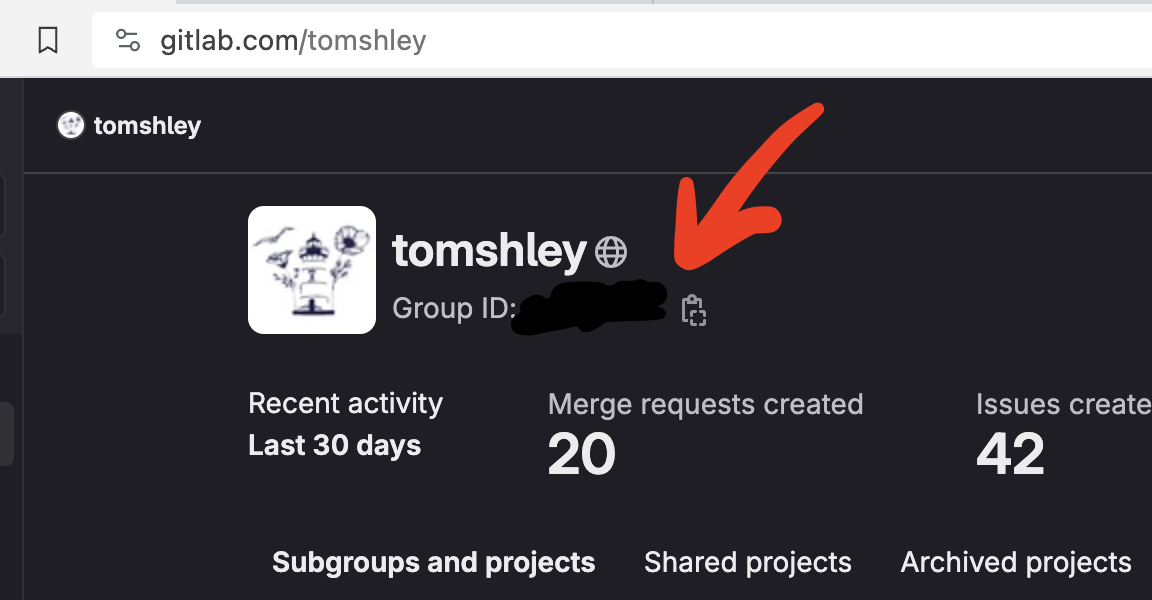 gitlab.com/tomshley
tomshley
tomshley
Group ID:
Recent activity
Last 30 days
Merge requests created
20
Issues create
42
Subgroups and projects
Shared projects
Archived projects